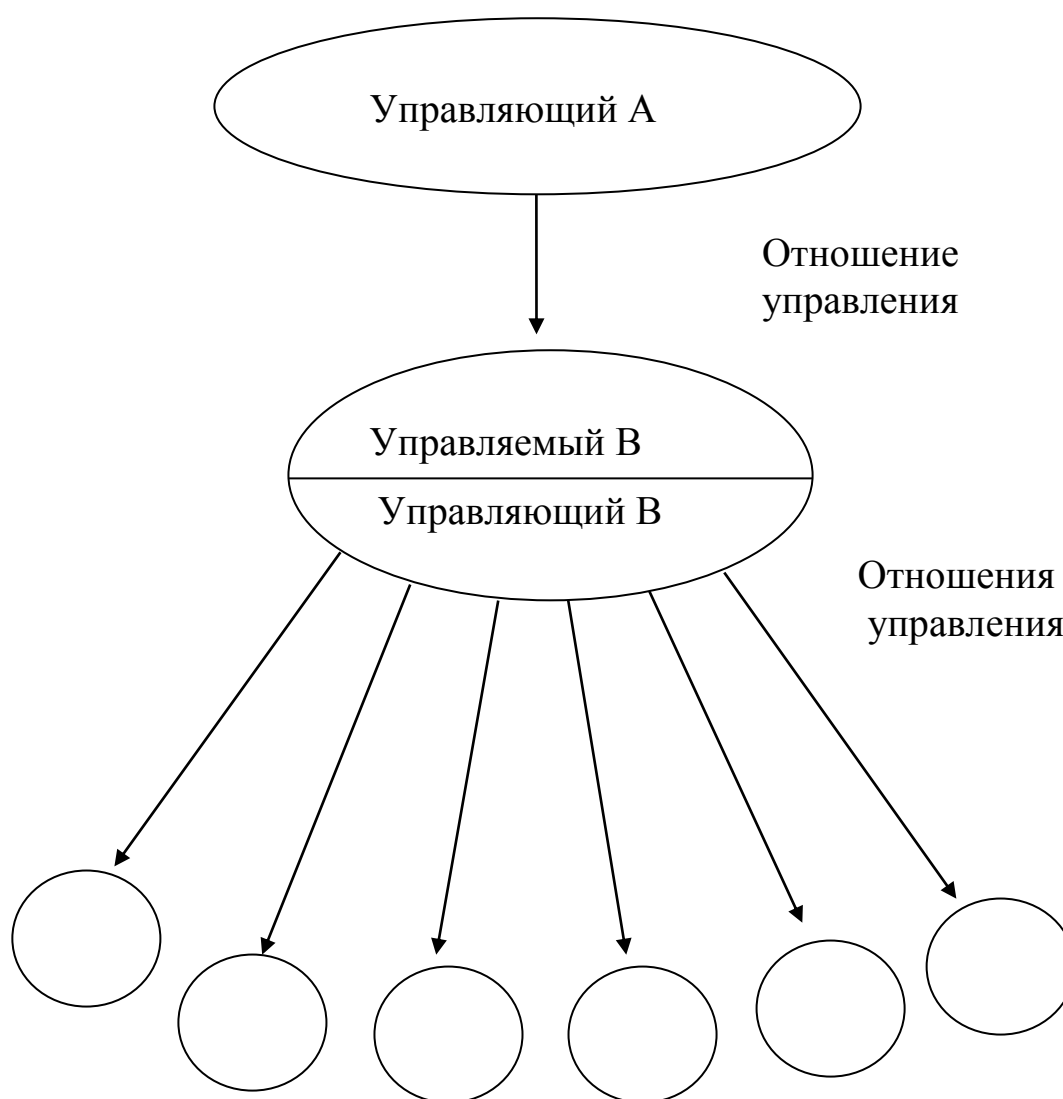 Управляющий А
Отношение
управления
Управляемый В
Управляющий В
Отношения
управления